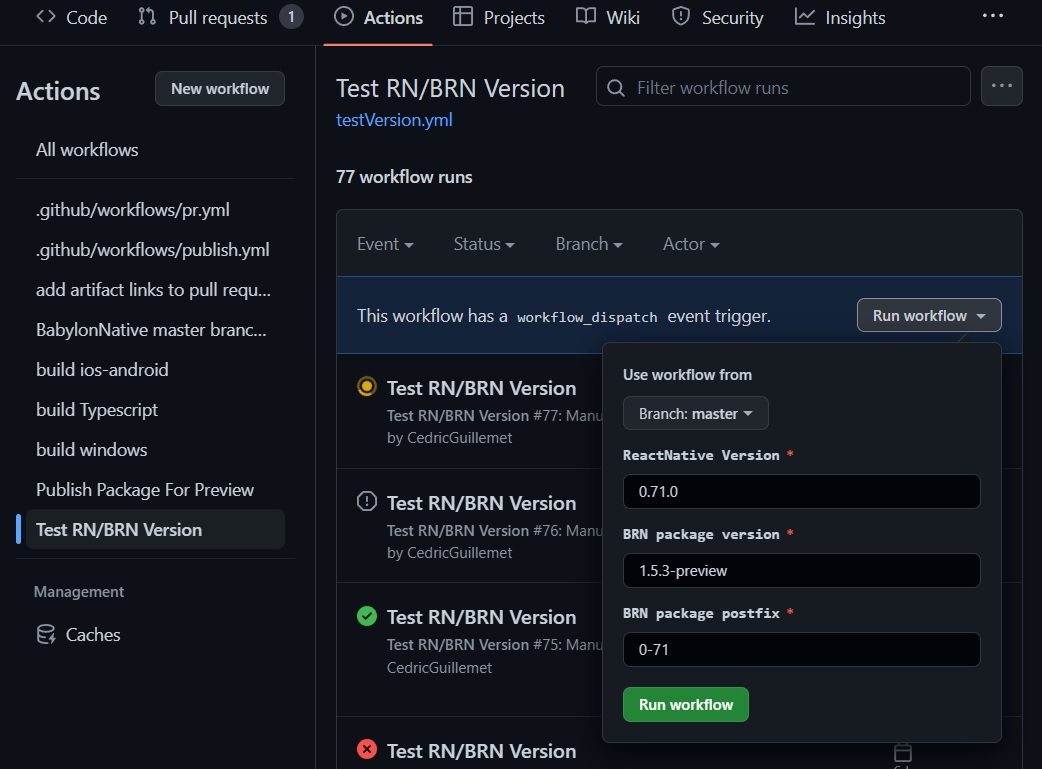 Code
Pull requests 1
Actions
Projects
Wiki
Security
Insights
Actions
New workflow
All workflows
.github/workflows/pr.yml
.github/workflows/publish.yml
add artifact links to pull requ...
BabylonNative master branc...
build ios-android
build Typescript
build windows
Publish Package For Preview
Test RN/BRN Version
Management
Caches
Test RN/BRN Version
testVersion.yml
Filter workflow runs
77 workflow runs
Event
Status
Branch
Actor
This workflow has a workflow_dispatch event trigger.
Run workflow
Test RN/BRN Version
Test RN/BRN Version #77: Manu
by CedricGuillemet
Test RN/BRN Version
Test RN/BRN Version #76: Manu
by CedricGuillemet
Test RN/BRN Version
Test RN/BRN Version #75: Manu
CedricGuillemet
Test RN/BRN Version
Use workflow from
Branch: master
ReactNative Version *
0.71.0
BRN package version *
1.5.3-preview
BRN package postfix *
0-71
Run workflow